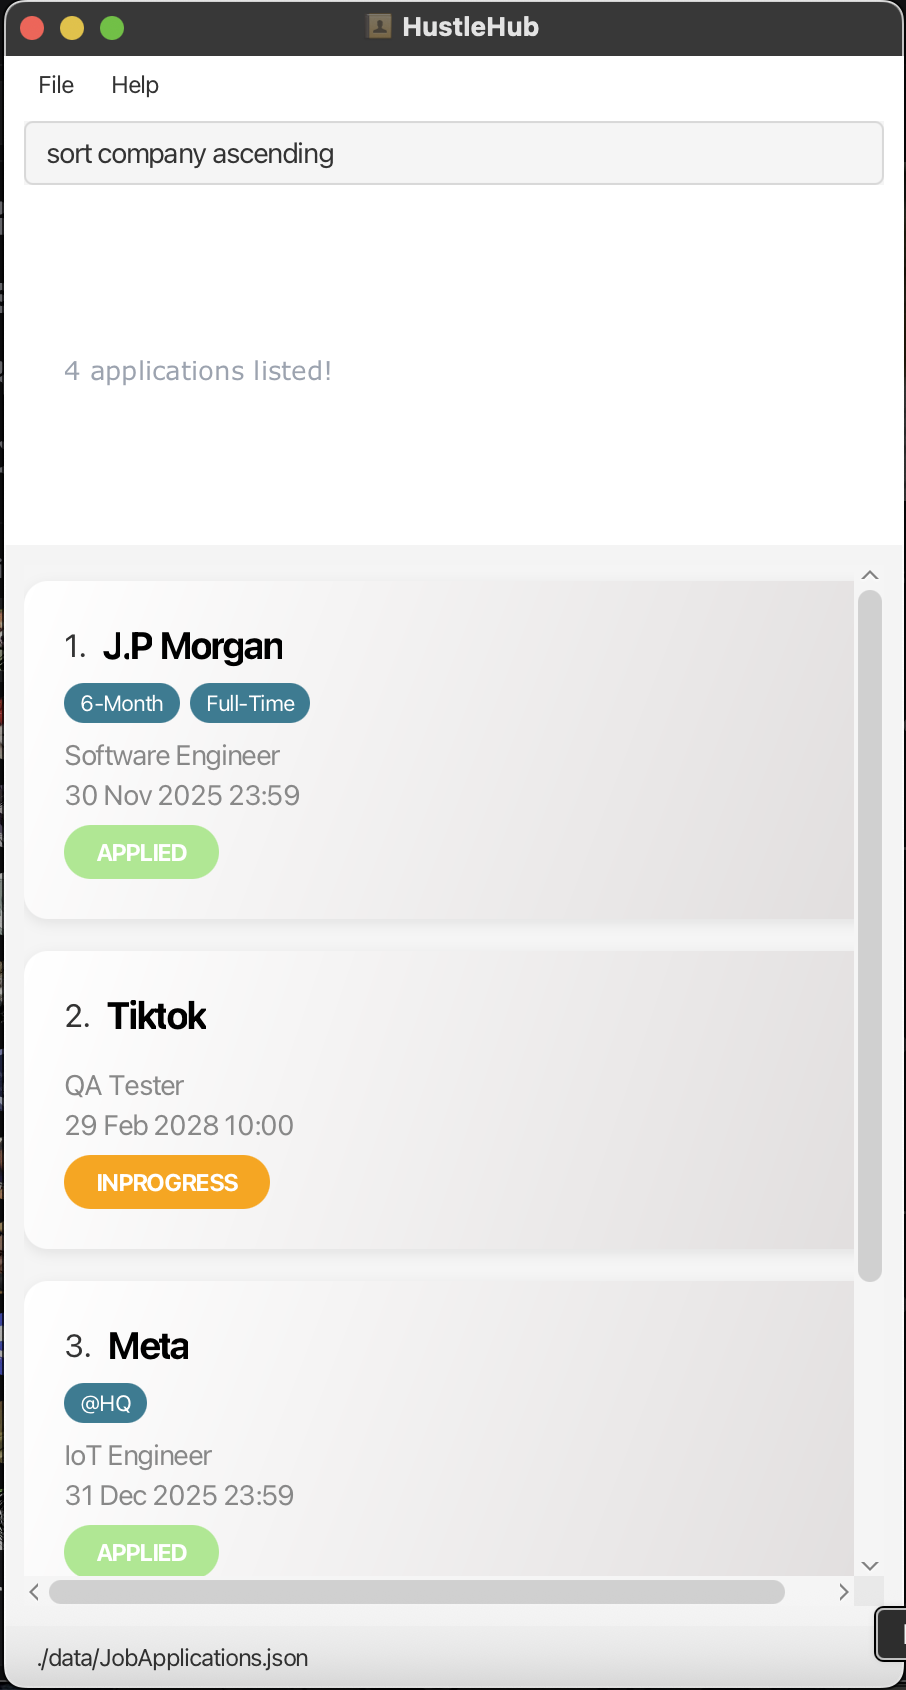 HustleHub
File Help
sort company ascending
4 applications listed!
1. J.P Morgan
6-Month Full-Time
Software Engineer
30 Nov 2025 23:59
APPLIED
2. Tiktok
QA Tester
29 Feb 2028 10:00
INPROGRESS
3. Meta
@HQ
IoT Engineer
31 Dec 2025 23:59
APPLIED
./data/JobApplications.json